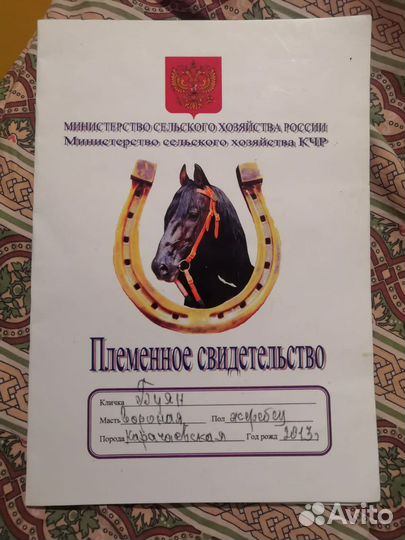 МИНИСТЕРСТВО СЕЛЬСКОГО ХОЗЯЙСТВА РОССИИ
Министерство сельского хозяйства КЧР
Племенное свидетельство
Кличка Буян
Масть вороная Пол жеребец
Порода Карачаевская Год рожд 2013г
Avito